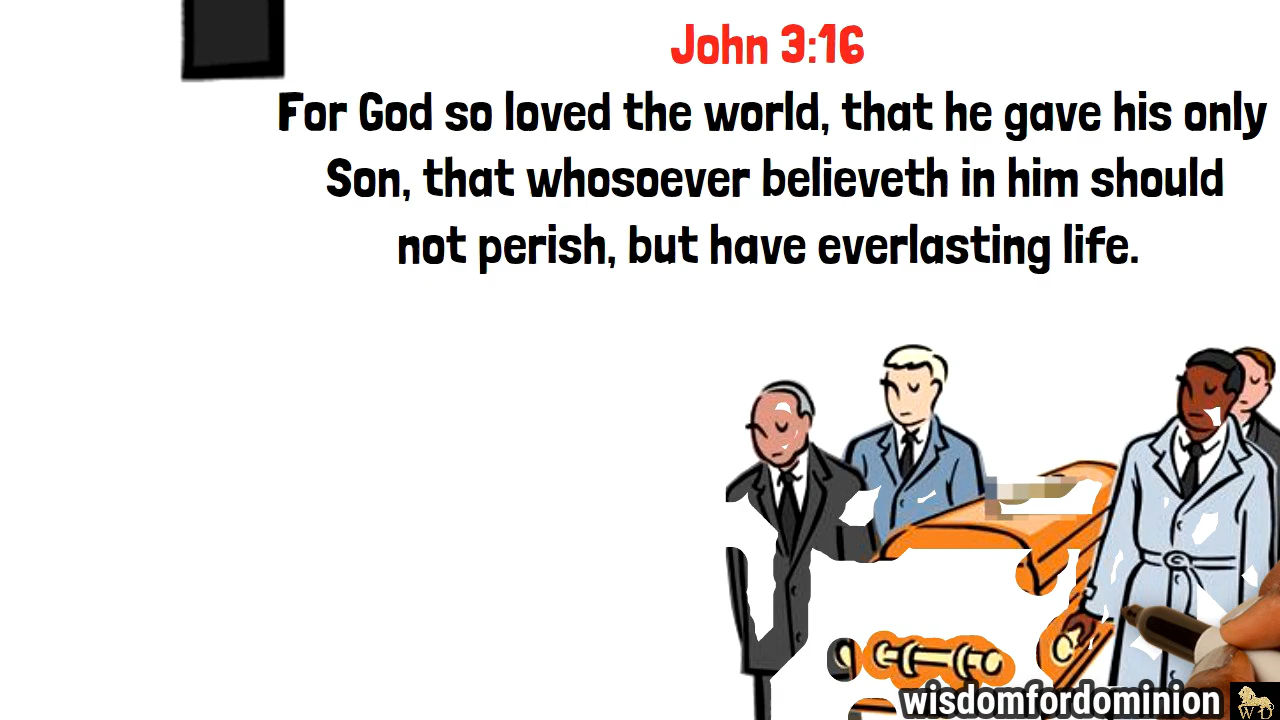 John 3:16
For God so loved the world, that he gave his only
Son, that whosoever believeth in him should
not perish, but have everlasting life.
wisdomfordominion
WD